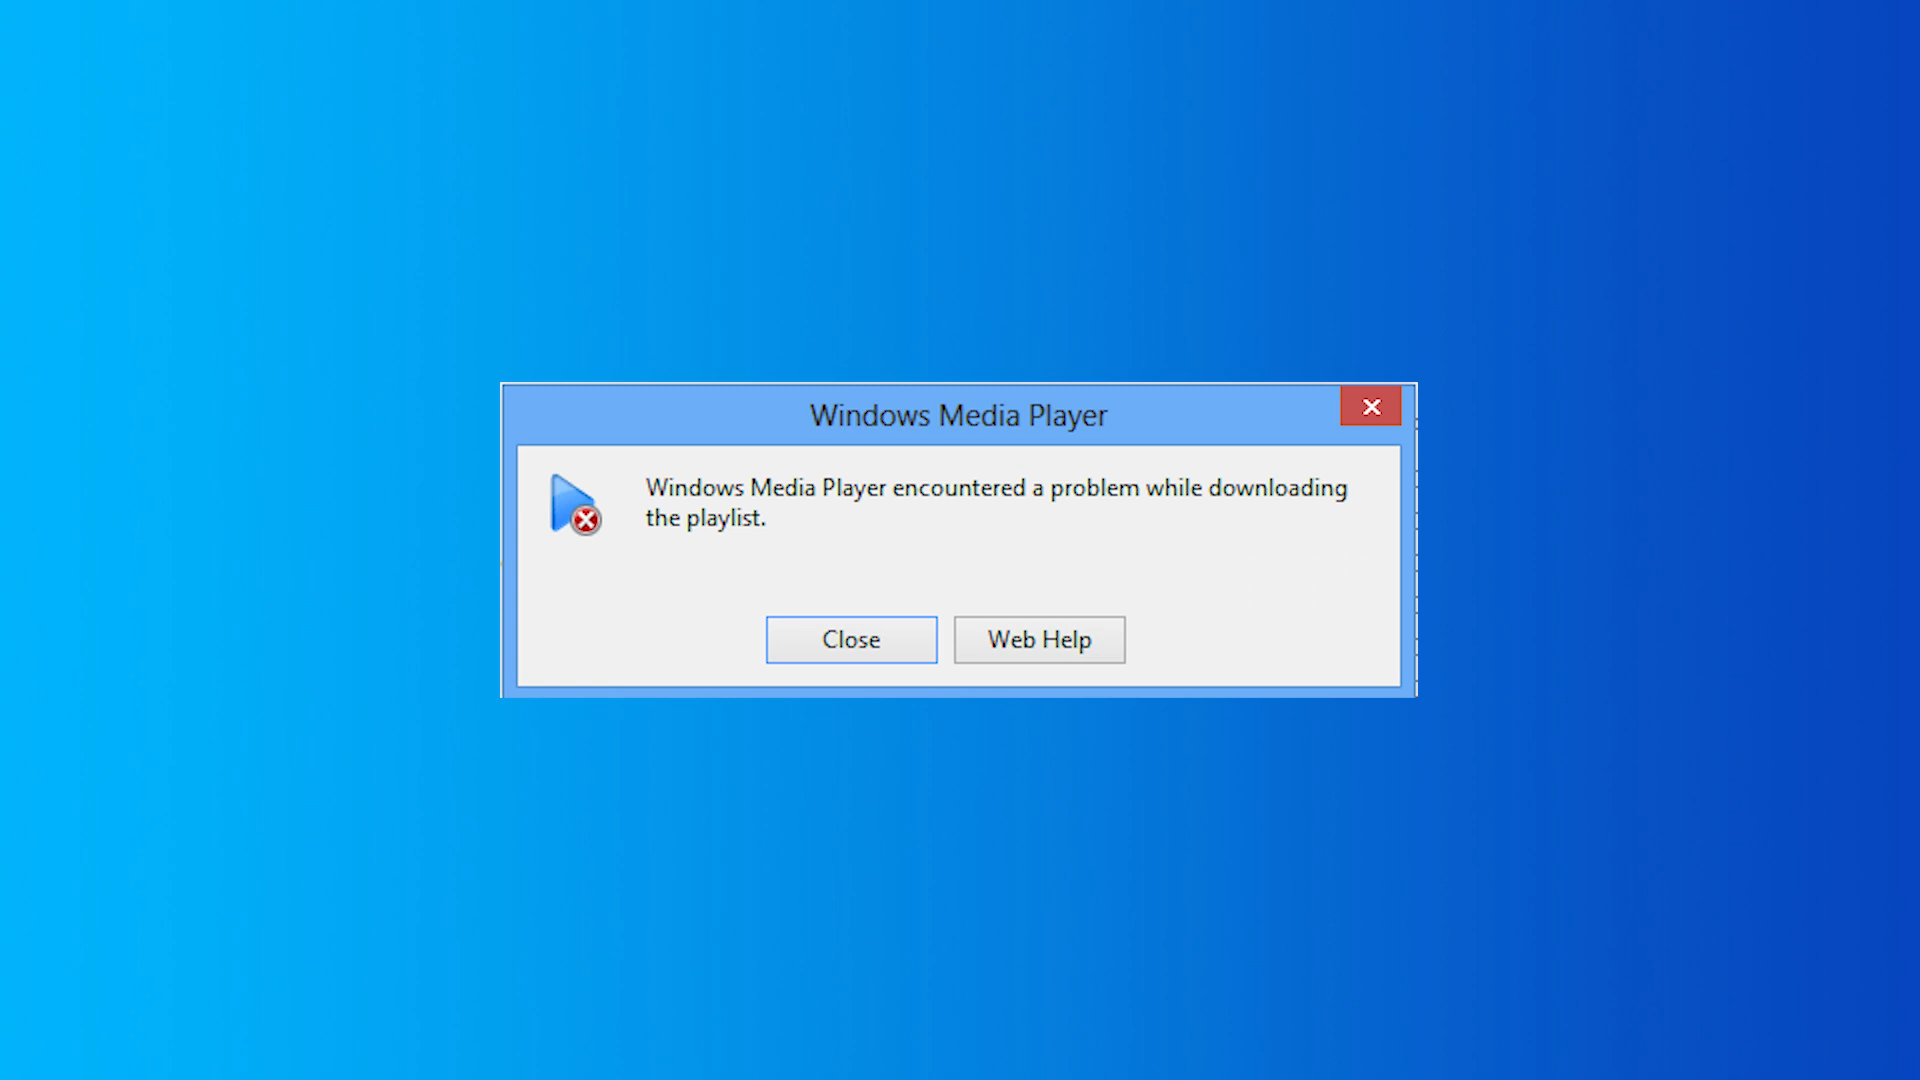 Windows Media Player
Windows Media Player encountered a problem while downloading
the playlist.
Close
Web Help